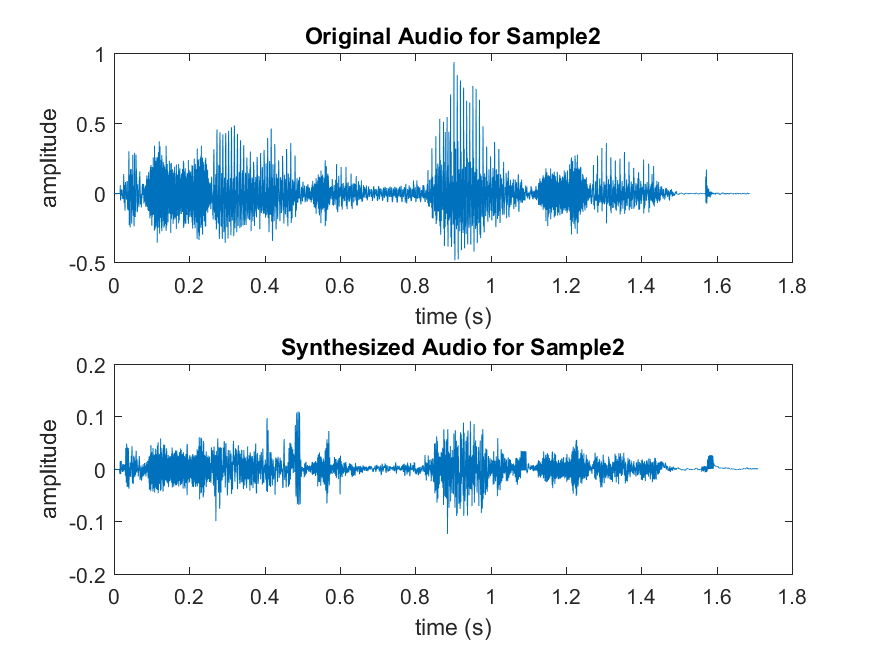 Original Audio for Sample2
1
0.5
0
-0.5
amplitude
0 0.2 0.4 0.6 0.8 1 1.2 1.4 1.6 1.8
time (s)
Synthesized Audio for Sample2
0.2
0.1
0
-0.1
-0.2
amplitude
0 0.2 0.4 0.6 0.8 1 1.2 1.4 1.6 1.8
time (s)